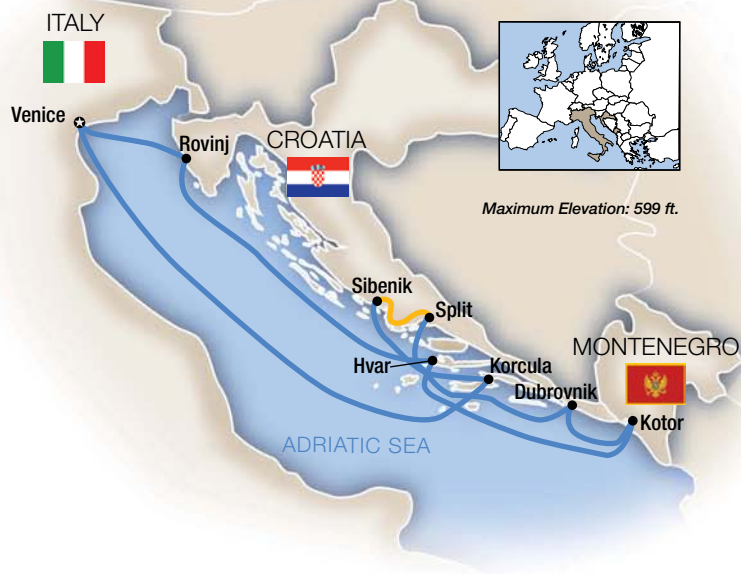 ITALY
Venice
Rovinj
CROATIA
Maximum Elevation: 599 ft.
Sibenik
Split
MONTENEGRO
Hvar
Korcula
Dubrovnik
Kotor
ADRIATIC SEA